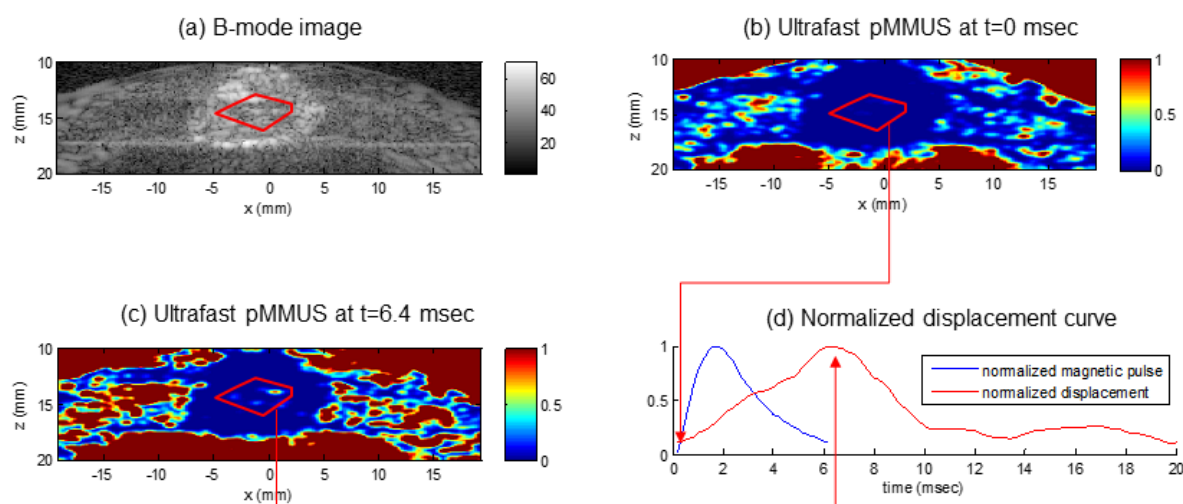 (a) B-mode image
10
15
20
z (mm)
-15 -10 -5 0 5 10 15
x (mm)
60
40
20
(b) Ultrafast pMMUS at t=0 msec
10
15
20
z (mm)
-15 -10 -5 0 5 10 15
x (mm)
1
0.5
0
(c) Ultrafast pMMUS at t=6.4 msec
10
15
20
z (mm)
-15 -10 -5 0 5 10 15
x (mm)
1
0.5
0
(d) Normalized displacement curve
1
0.5
0
0 2 4 6 8 10 12 14 16 18 20
time (msec)
normalized magnetic pulse
normalized displacement